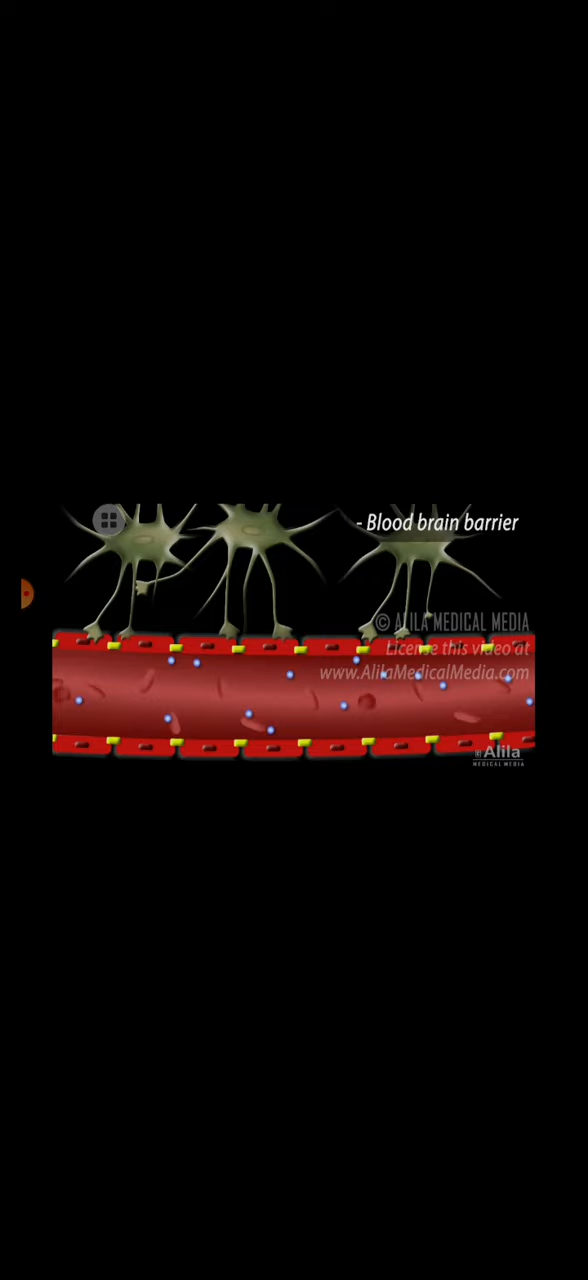 - Blood brain barrier
© ALILA MEDICAL MEDIA
License this video at
www.AlilaMedicalMedia.com
Alila
MEDICAL MEDIA